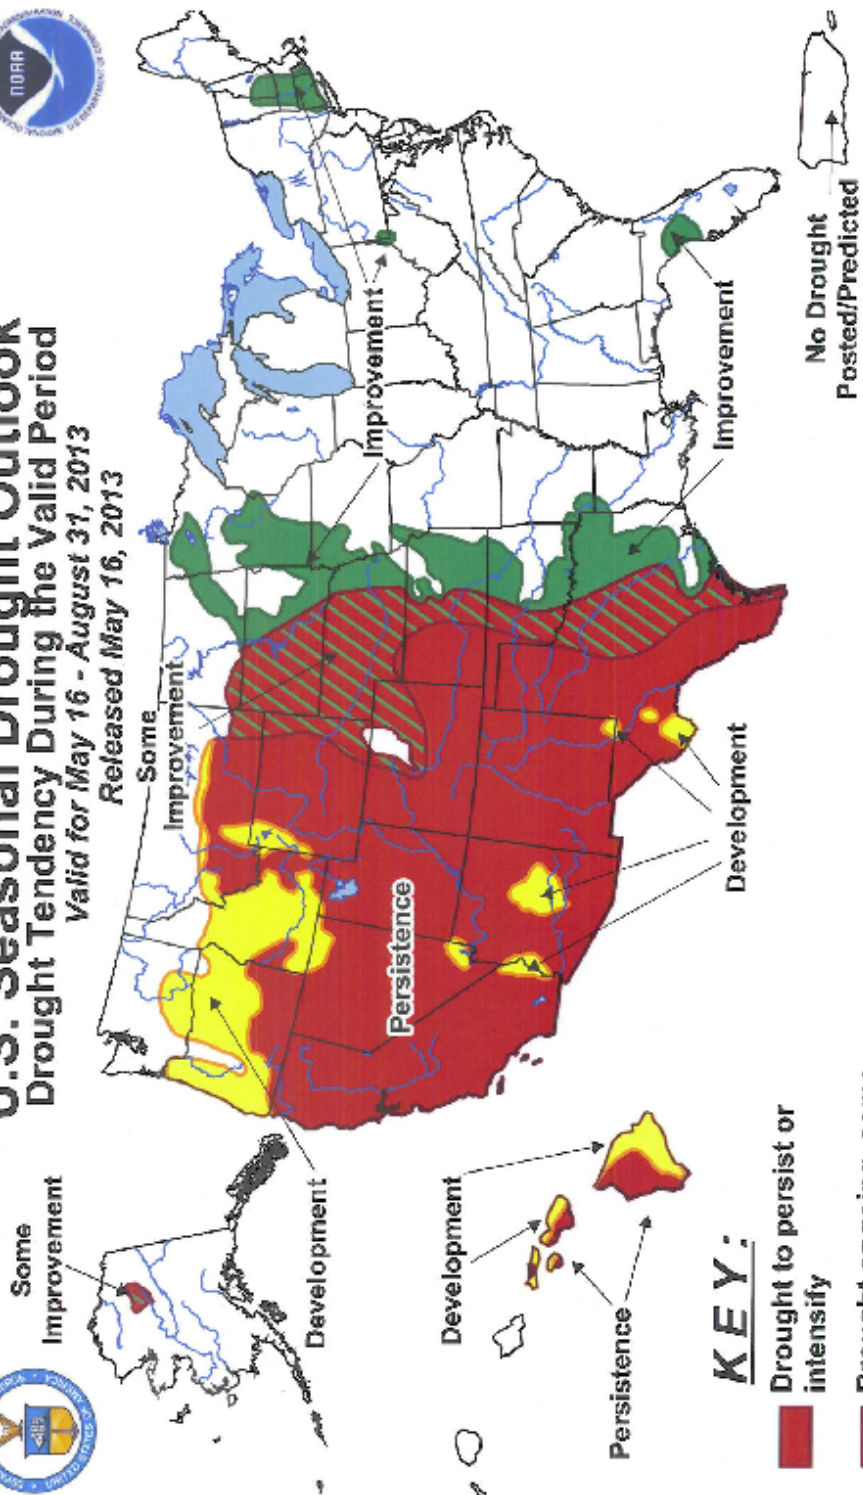 U.S. Seasonal Drought Outlook
Drought Tendency During the Valid Period
Valid for May 16 - August 31, 2013
Released May 16, 2013
NOAA
Some
Improvement
Some
Improvement
Improvement
Persistence
Development
Development
Persistence
Development
Improvement
No Drought
Posted/Predicted
KEY:
Drought to persist or
intensify